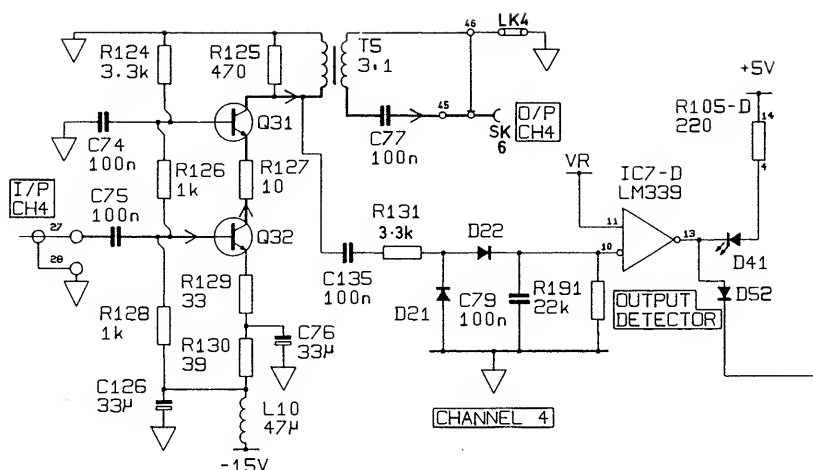 46
LK4
R124
3.3k
R125
470
T5
3.1
+5V
45
O/P
CH4
SK
6
R105-D
220
14
4
Q31
C74
100n
C77
100n
R126
1k
R127
10
VR
IC7-D
LM339
I/P
CH4
C75
100n
27
28
Q32
R131
3.3k
D22
11
10
13
D41
R129
33
C135
100n
D21
C79
100n
R191
22k
OUTPUT
DETECTOR
D52
R128
1k
R130
39
C76
33µ
C126
33µ
L10
47µ
CHANNEL 4
-15V